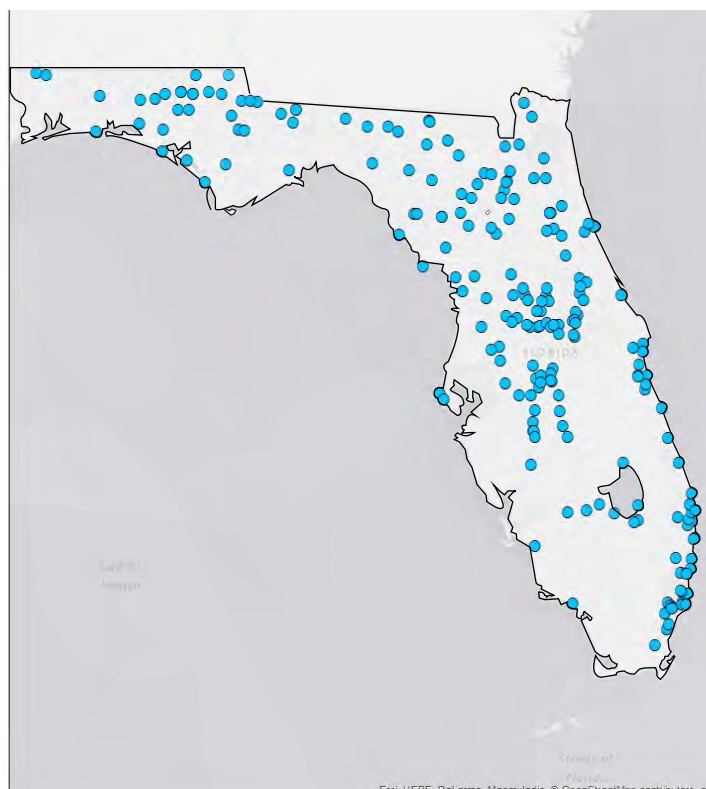 FLORIDA
Gulf of
Mexico
Straits of
Florida
Esri, HERE, DeLorme, MapmyIndia, © OpenStreetMap contributors,